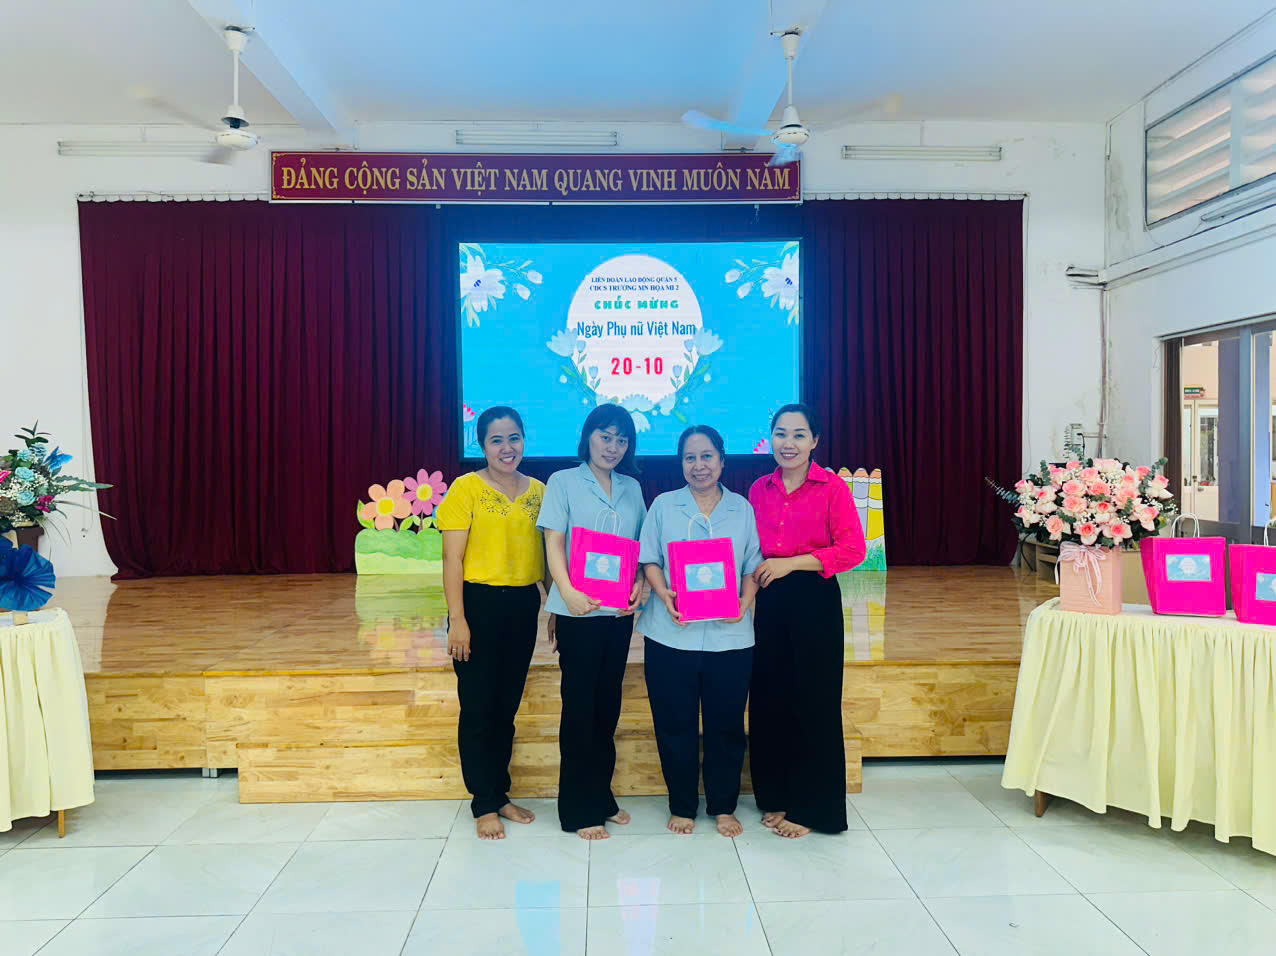 ĐẢNG CỘNG SẢN VIỆT NAM QUANG VINH MUÔN NĂM
LIÊN ĐOÀN LAO ĐỘNG QUẬN 5
CĐCS TRƯỜNG MN HỌA MI 2
CHÚC MỪNG
Ngày Phụ nữ Việt Nam
20-10